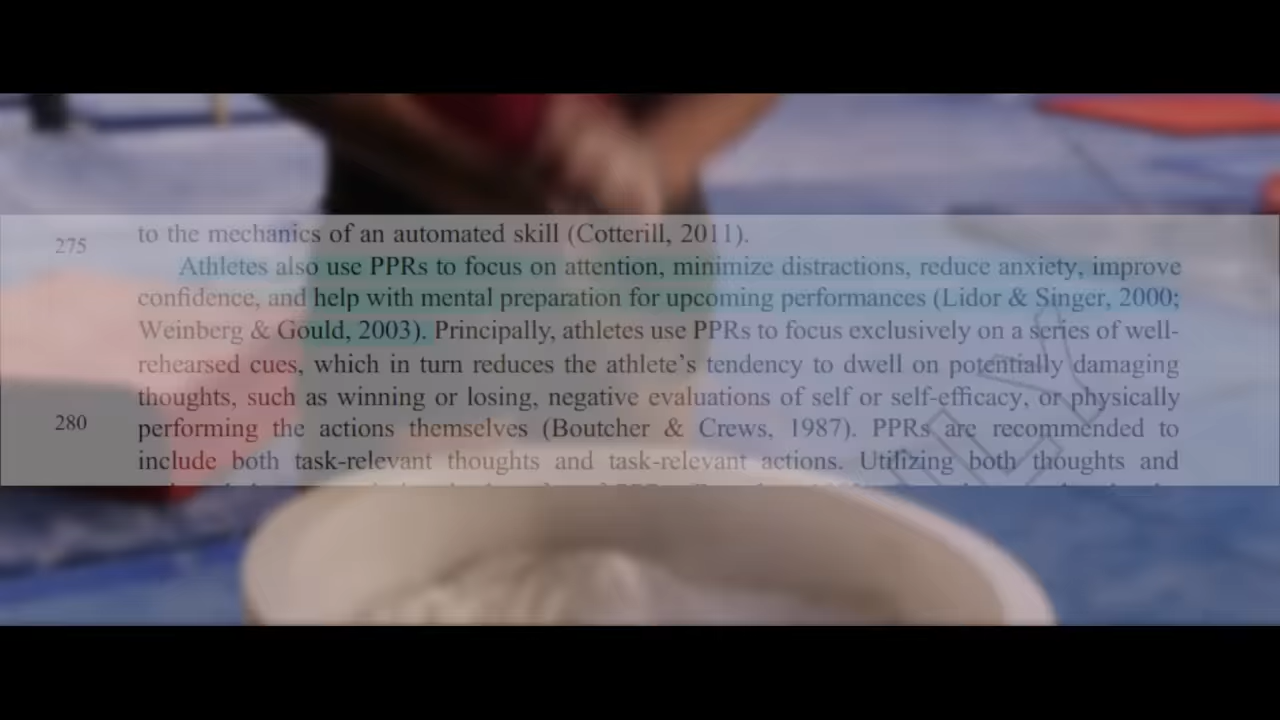 275
to the mechanics of an automated skill (Cotterill, 2011).
Athletes also use PPRs to focus on attention, minimize distractions, reduce anxiety, improve
confidence, and help with mental preparation for upcoming performances (Lidor & Singer, 2000;
Weinberg & Gould, 2003). Principally, athletes use PPRs to focus exclusively on a series of well-
rehearsed cues, which in turn reduces the athlete's tendency to dwell on potentially damaging
thoughts, such as winning or losing, negative evaluations of self or self-efficacy, or physically
280
performing the actions themselves (Boutcher & Crews, 1987). PPRs are recommended to
include both task-relevant thoughts and task-relevant actions. Utilizing both thoughts and